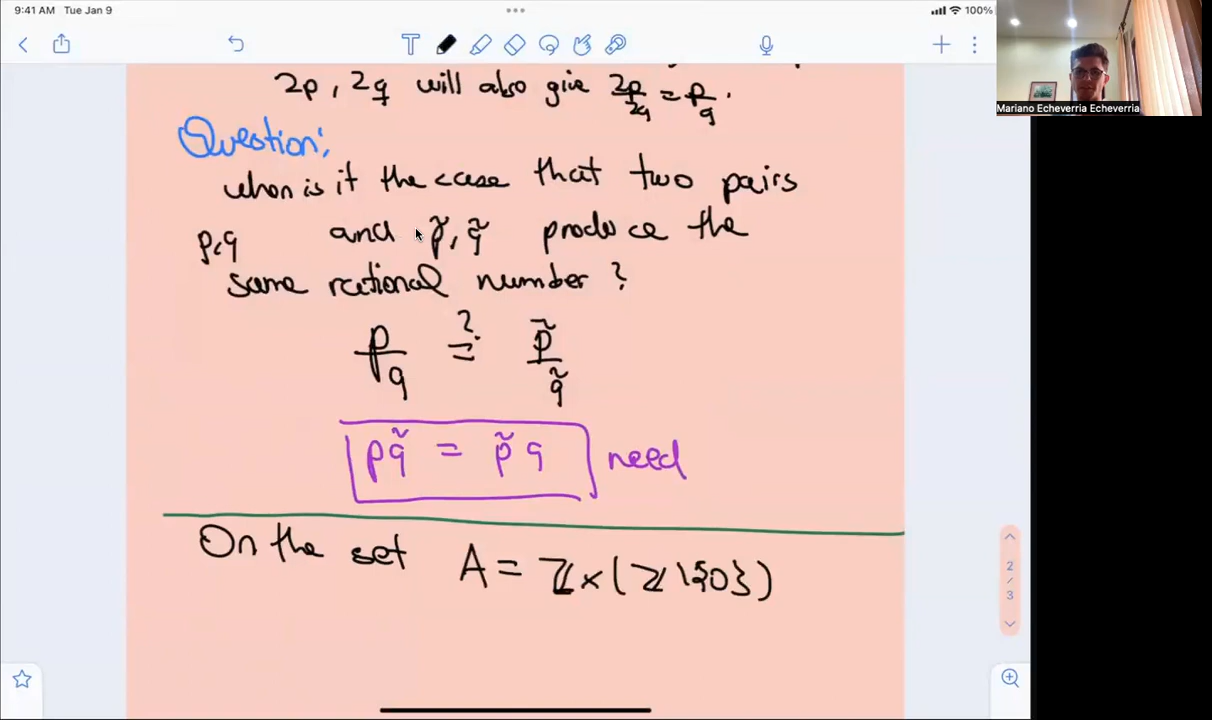 9:41 AM Tue Jan 9
100%
Mariano Echeverria Echeverria
2p, 2q will also give 2p/2q = p/q.
Question:
when is it the case that two pairs
p,q and p̃, q̃ produce the
same rational number?
p/q ≟ p̃/q̃
pq̃ = p̃q need
On the set A = ℤ × (ℤ\{0})
2
/
3